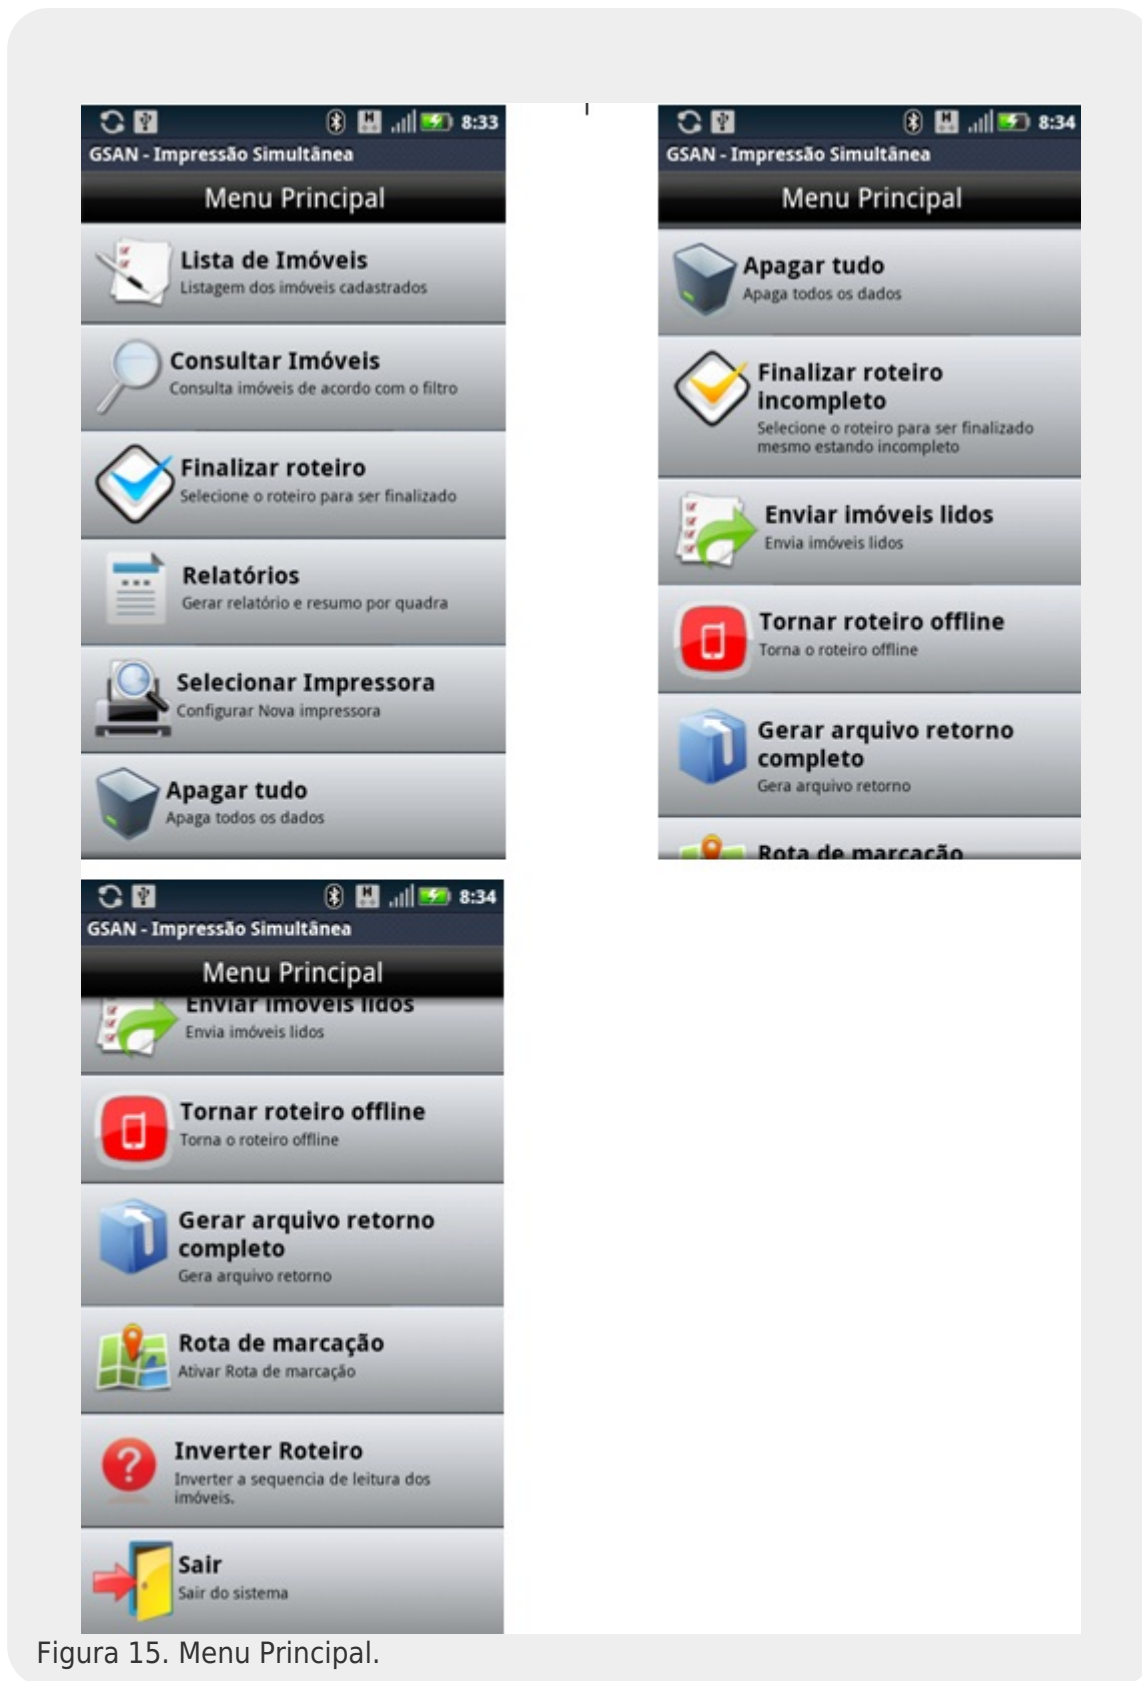 8:33
GSAN - Impressão Simultânea
Menu Principal
Lista de Imóveis
Listagem dos imóveis cadastrados
Consultar Imóveis
Consulta imóveis de acordo com o filtro
Finalizar roteiro
Selecione o roteiro para ser finalizado
Relatórios
Gerar relatório e resumo por quadra
Selecionar Impressora
Configurar Nova impressora
Apagar tudo
Apaga todos os dados
8:34
GSAN - Impressão Simultânea
Menu Principal
Apagar tudo
Apaga todos os dados
Finalizar roteiro
incompleto
Selecione o roteiro para ser finalizado
mesmo estando incompleto
Enviar imóveis lidos
Envia imóveis lidos
Tornar roteiro offline
Torna o roteiro offline
Gerar arquivo retorno
completo
Gera arquivo retorno
Rota de marcação
8:34
GSAN - Impressão Simultânea
Menu Principal
Enviar imóveis lidos
Envia imóveis lidos
Tornar roteiro offline
Torna o roteiro offline
Gerar arquivo retorno
completo
Gera arquivo retorno
Rota de marcação
Ativar Rota de marcação
Inverter Roteiro
Inverter a sequencia de leitura dos
imóveis.
Sair
Sair do sistema
Figura 15. Menu Principal.